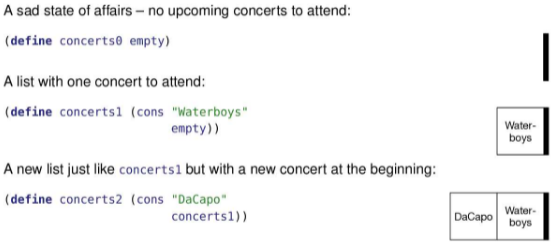 A sad state of affairs – no upcoming concerts to attend:
(define concerts0 empty)
A list with one concert to attend:
(define concerts1 (cons "Waterboys"
empty))
Water-
boys
A new list just like concerts1 but with a new concert at the beginning:
(define concerts2 (cons "DaCapo"
concerts1))
DaCapo
Water-
boys